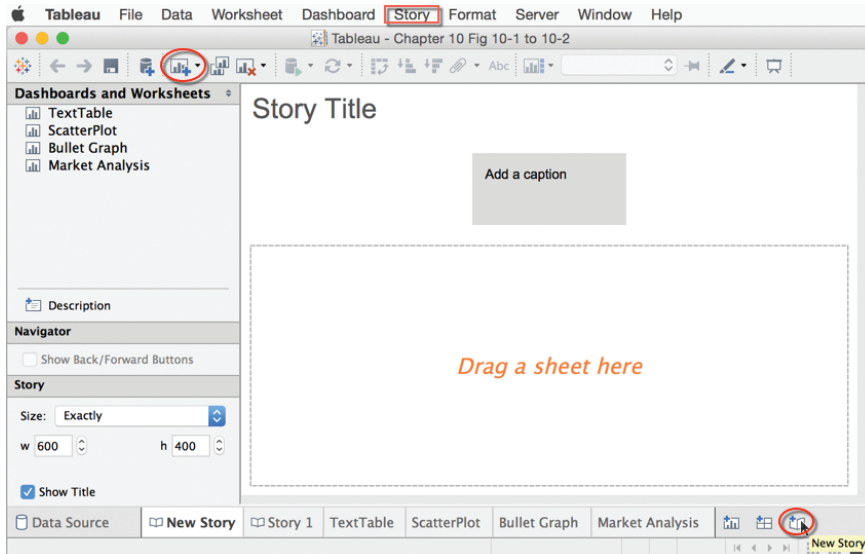 Tableau File Data Worksheet Dashboard Story Format Server Window Help
Tableau - Chapter 10 Fig 10-1 to 10-2
Abc
Dashboards and Worksheets
TextTable
ScatterPlot
Bullet Graph
Market Analysis
Description
Navigator
Show Back/Forward Buttons
Story
Size: Exactly
w 600 h 400
Show Title
Story Title
Add a caption
Drag a sheet here
Data Source New Story Story 1 TextTable ScatterPlot Bullet Graph Market Analysis
New Story